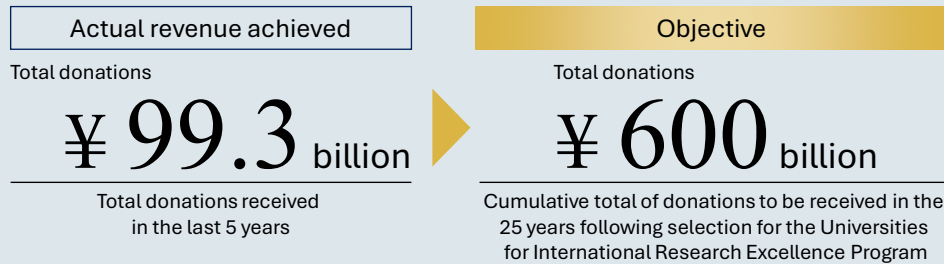 Actual revenue achieved
Total donations
¥ 99.3 billion
Total donations received
in the last 5 years
Objective
Total donations
¥ 600 billion
Cumulative total of donations to be received in the
25 years following selection for the Universities
for International Research Excellence Program